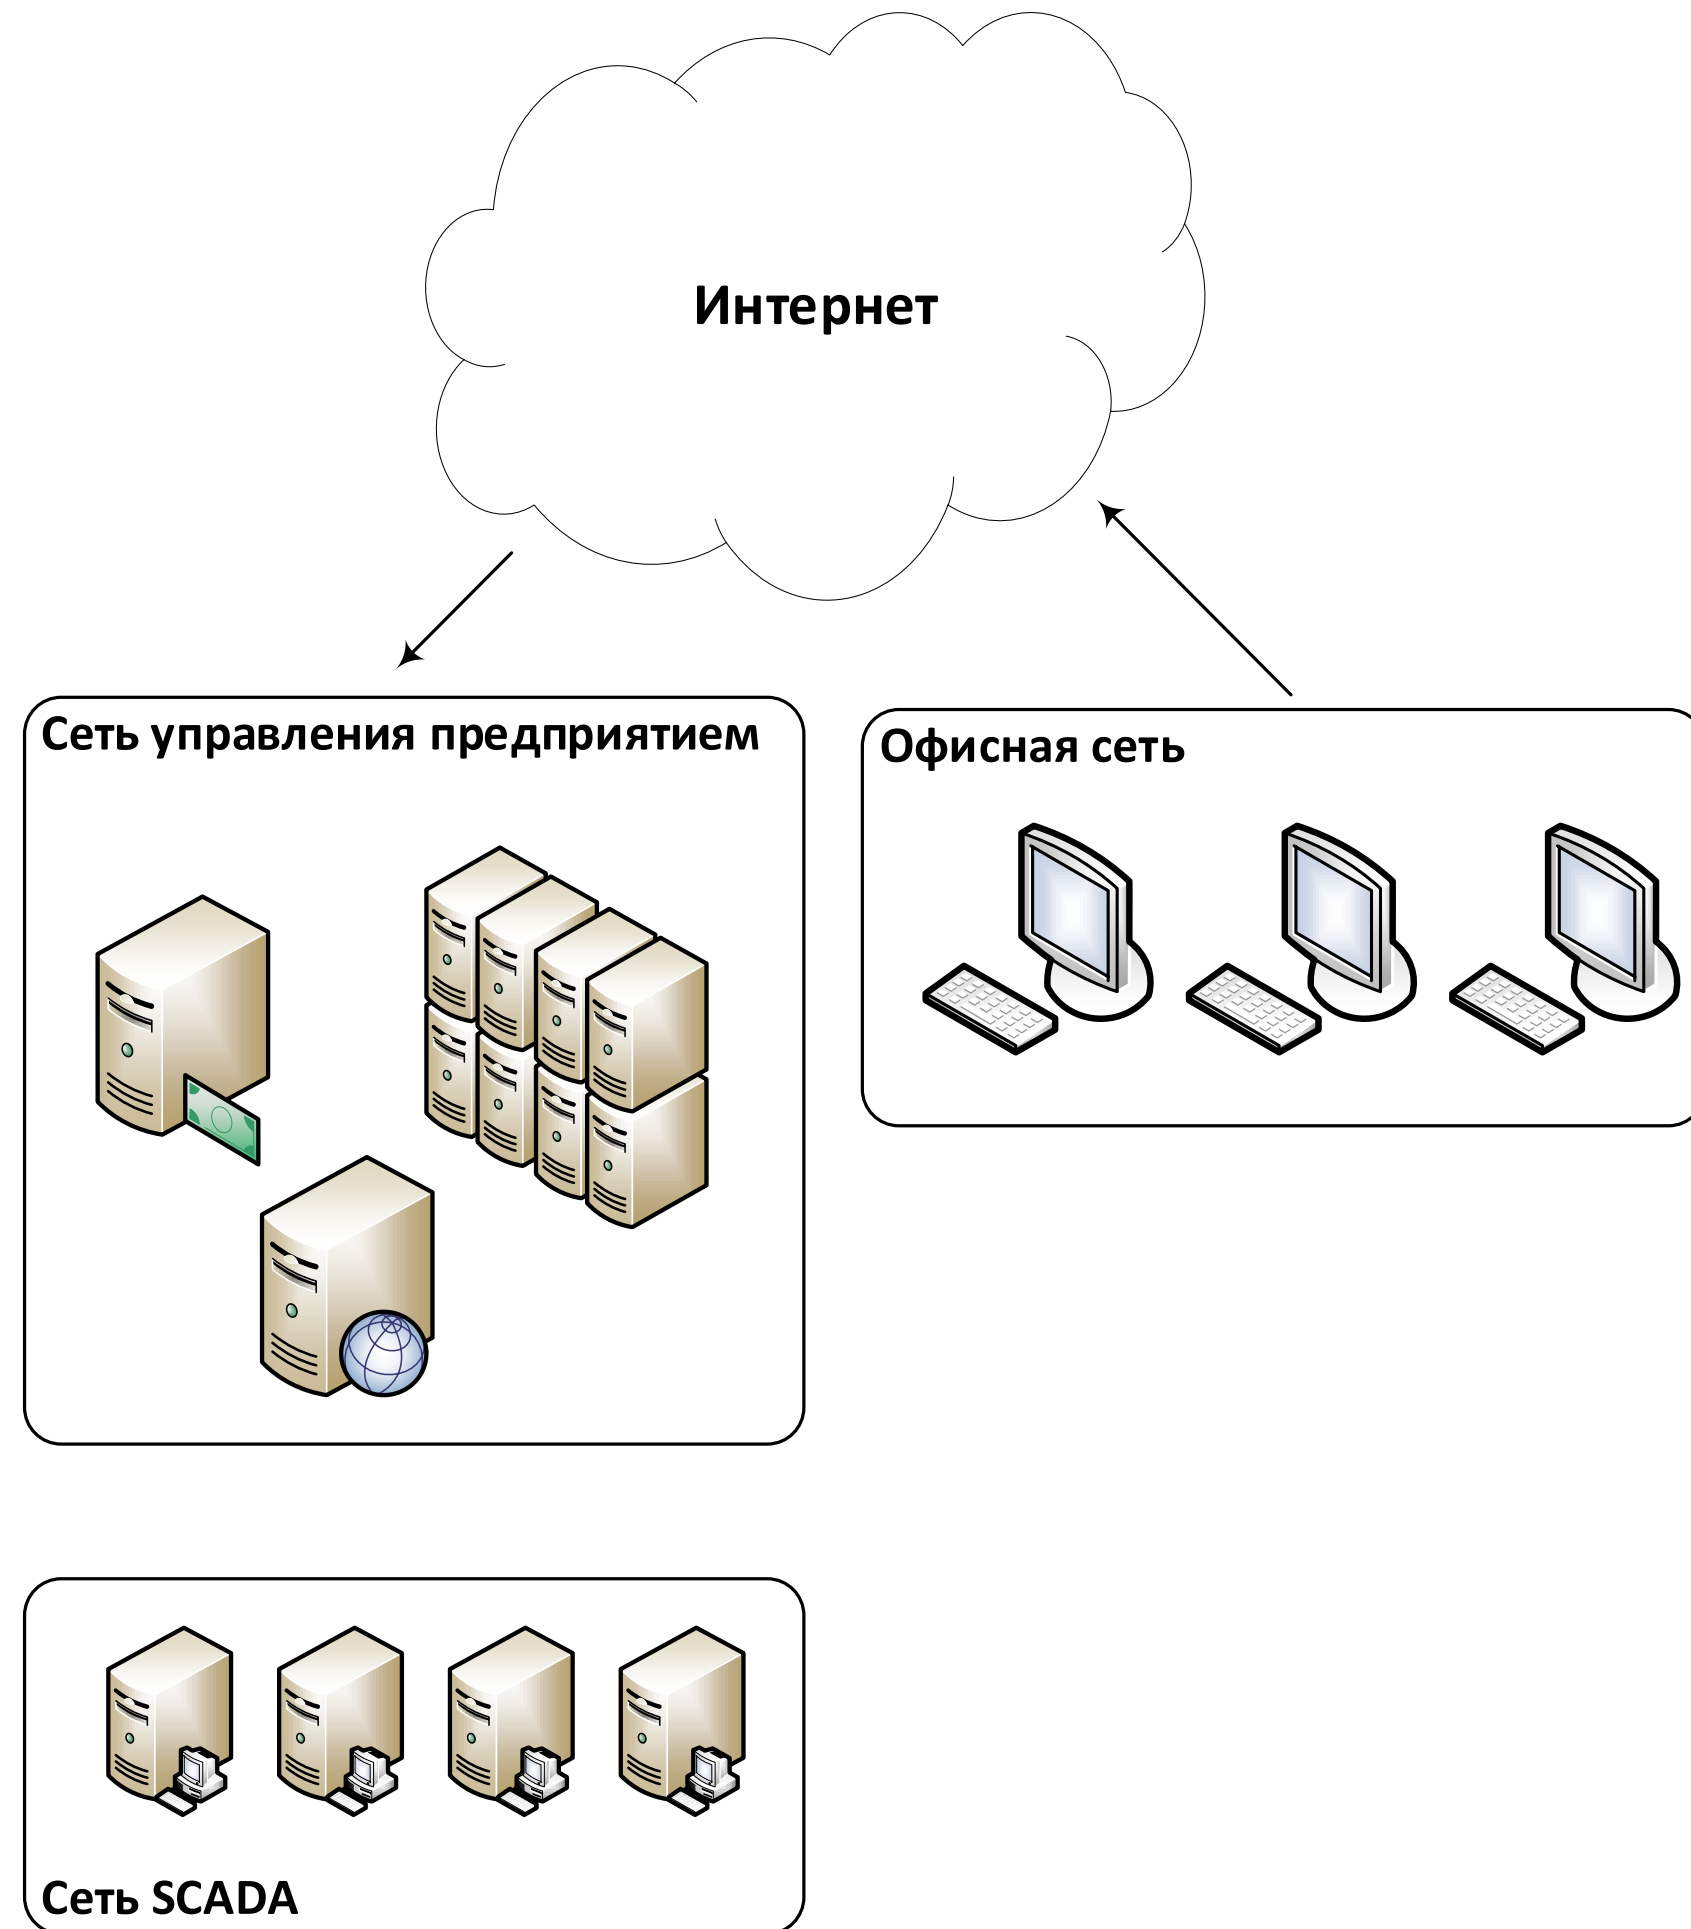 Интернет
Сеть управления предприятием
Офисная сеть
Сеть SCADA